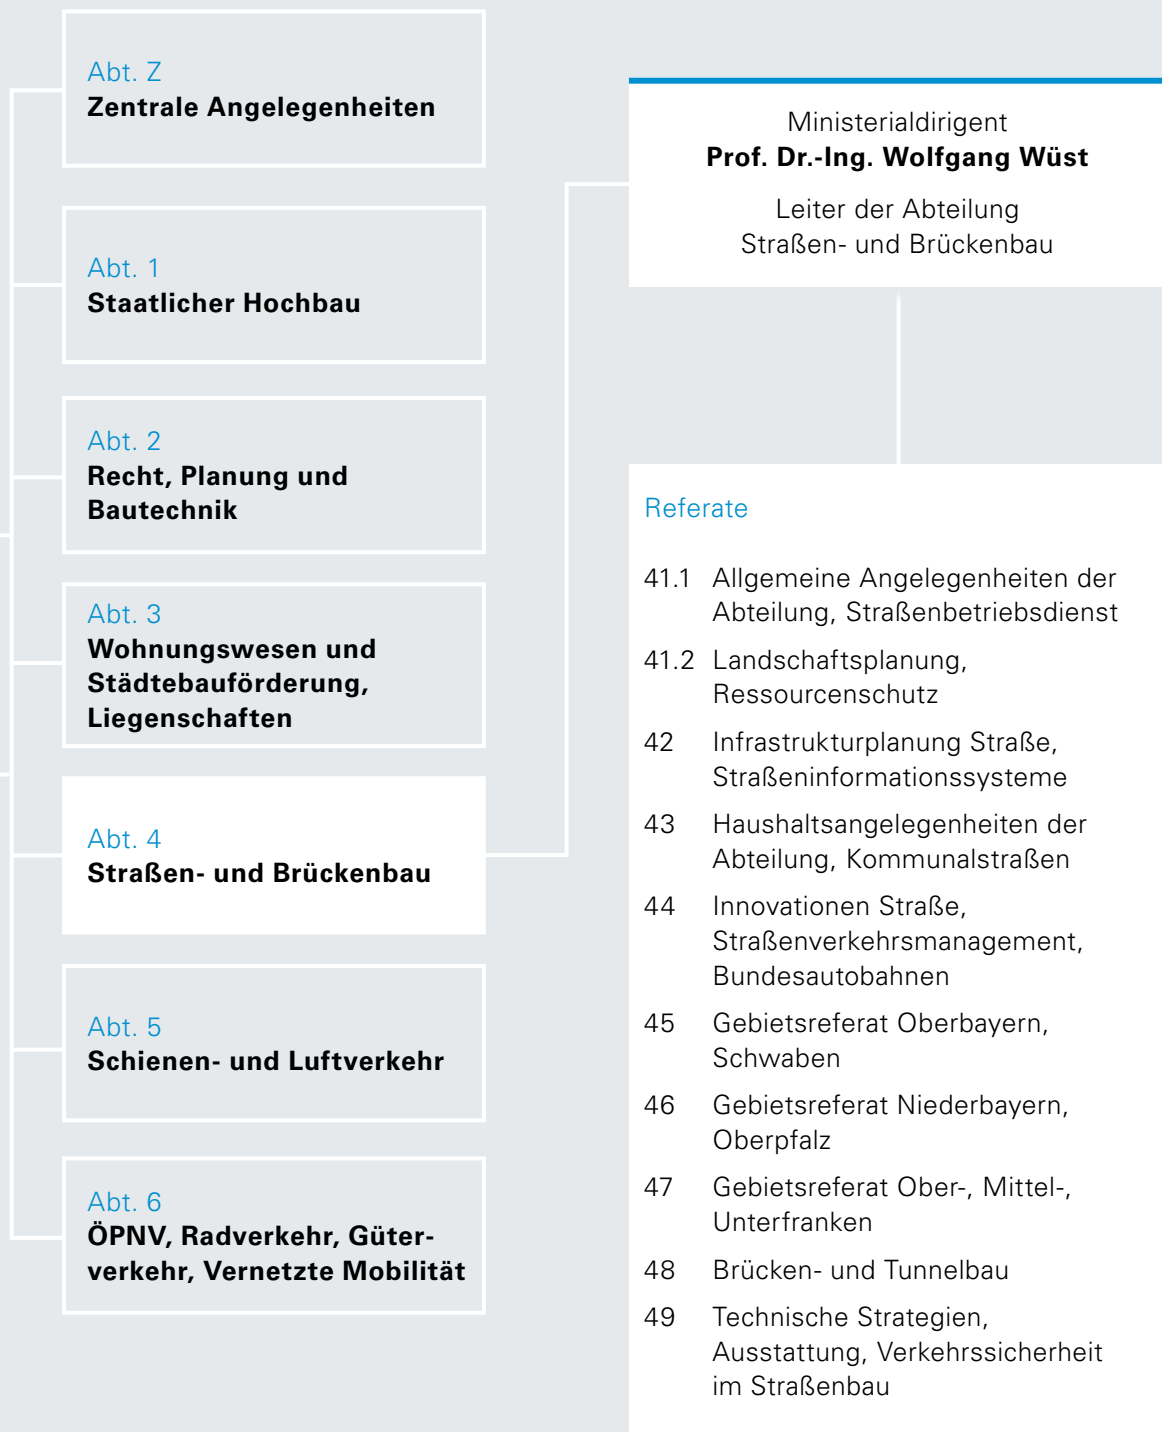 Abt. Z
Zentrale Angelegenheiten
Abt. 1
Staatlicher Hochbau
Abt. 2
Recht, Planung und
Bautechnik
Abt. 3
Wohnungswesen und
Städtebauförderung,
Liegenschaften
Abt. 4
Straßen- und Brückenbau
Abt. 5
Schienen- und Luftverkehr
Abt. 6
ÖPNV, Radverkehr, Güter-
verkehr, Vernetzte Mobilität
Ministerialdirigent
Prof. Dr.-Ing. Wolfgang Wüst
Leiter der Abteilung
Straßen- und Brückenbau
Referate
41.1 Allgemeine Angelegenheiten der
Abteilung, Straßenbetriebsdienst
41.2 Landschaftsplanung,
Ressourcenschutz
42 Infrastrukturplanung Straße,
Straßeninformationssysteme
43 Haushaltsangelegenheiten der
Abteilung, Kommunalstraßen
44 Innovationen Straße,
Straßenverkehrsmanagement,
Bundesautobahnen
45 Gebietsreferat Oberbayern,
Schwaben
46 Gebietsreferat Niederbayern,
Oberpfalz
47 Gebietsreferat Ober-, Mittel-,
Unterfranken
48 Brücken- und Tunnelbau
49 Technische Strategien,
Ausstattung, Verkehrssicherheit
im Straßenbau